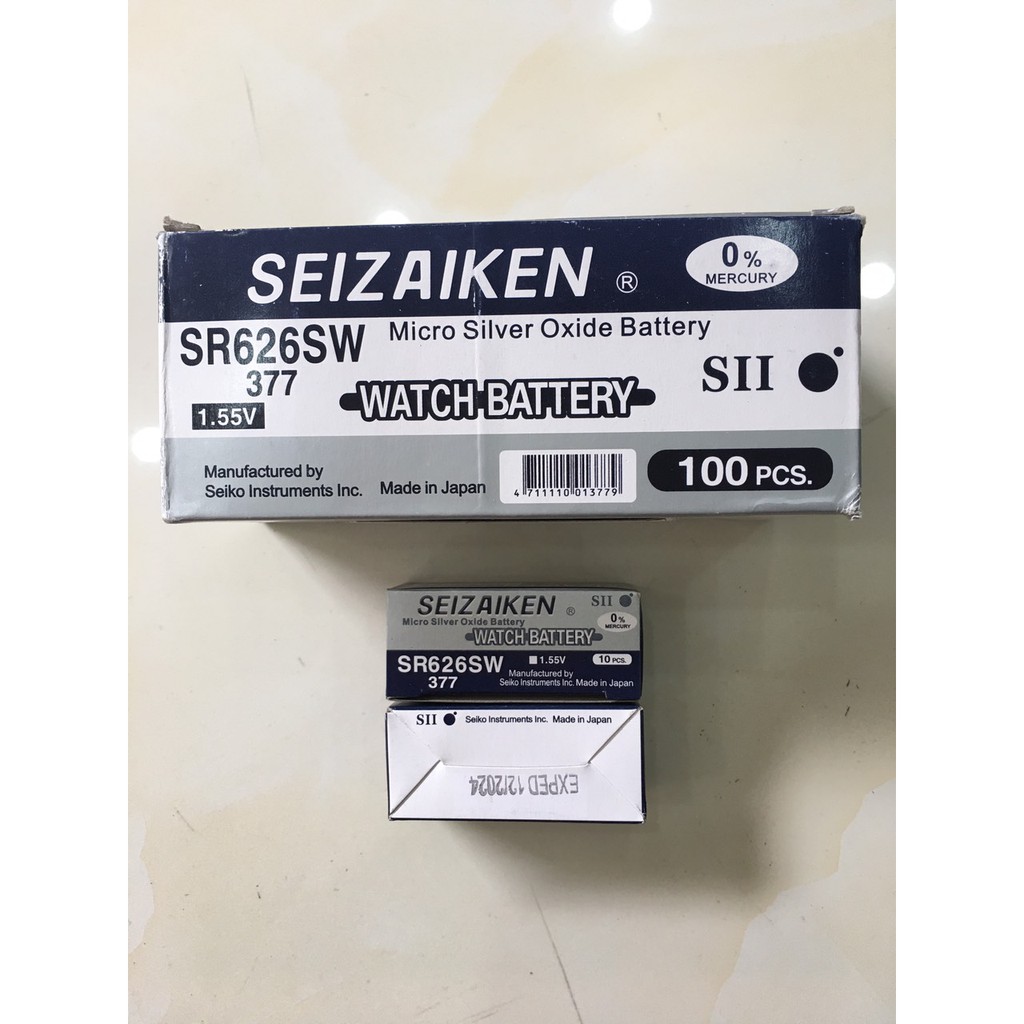 SEIZAIKEN ®
0 %
MERCURY
SR626SW
377
1.55V
Micro Silver Oxide Battery
WATCH BATTERY
SII
Manufactured by
Seiko Instruments Inc. Made in Japan
4 711110 013779
100 PCS.
SEIZAIKEN ®
SII
Micro Silver Oxide Battery
0 %
MERCURY
WATCH BATTERY
SR626SW
377
1.55V
10 PCS.
Manufactured by
Seiko Instruments Inc. Made in Japan
SII Seiko Instruments Inc. Made in Japan
EXPED 12/2024